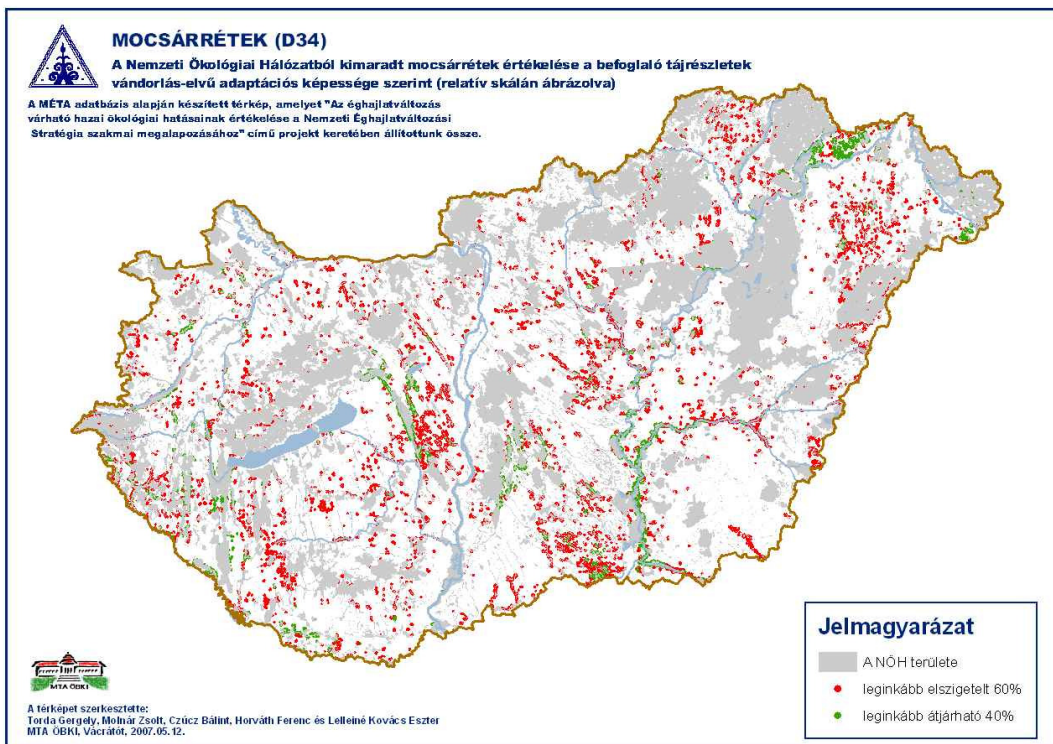 MOCSÁRRÉTEK (D34)
A Nemzeti Ökológiai Hálózatból kimaradt mocsárrétek értékelése a befoglaló tájrészletek
vándorlás-elvű adaptációs képessége szerint (relatív skálán ábrázolva)
A MÉTA adatbázis alapján készített térkép, amelyet "Az éghajlatváltozás
várható hazai ökológiai hatásainak értékelése a Nemzeti Éghajlatváltozási
Stratégia szakmai megalapozásához" című projekt keretében állítottunk össze.
Jelmagyarázat
A NÖH területe
leginkább elszigetelt 60%
leginkább átjárható 40%
MTA ÖBKI
A térképet szerkesztette:
Torda Gergely, Molnár Zsolt, Czúcz Bálint, Horváth Ferenc és Lelleiné Kovács Eszter
MTA ÖBKI, Vácrátót, 2007.05.12.